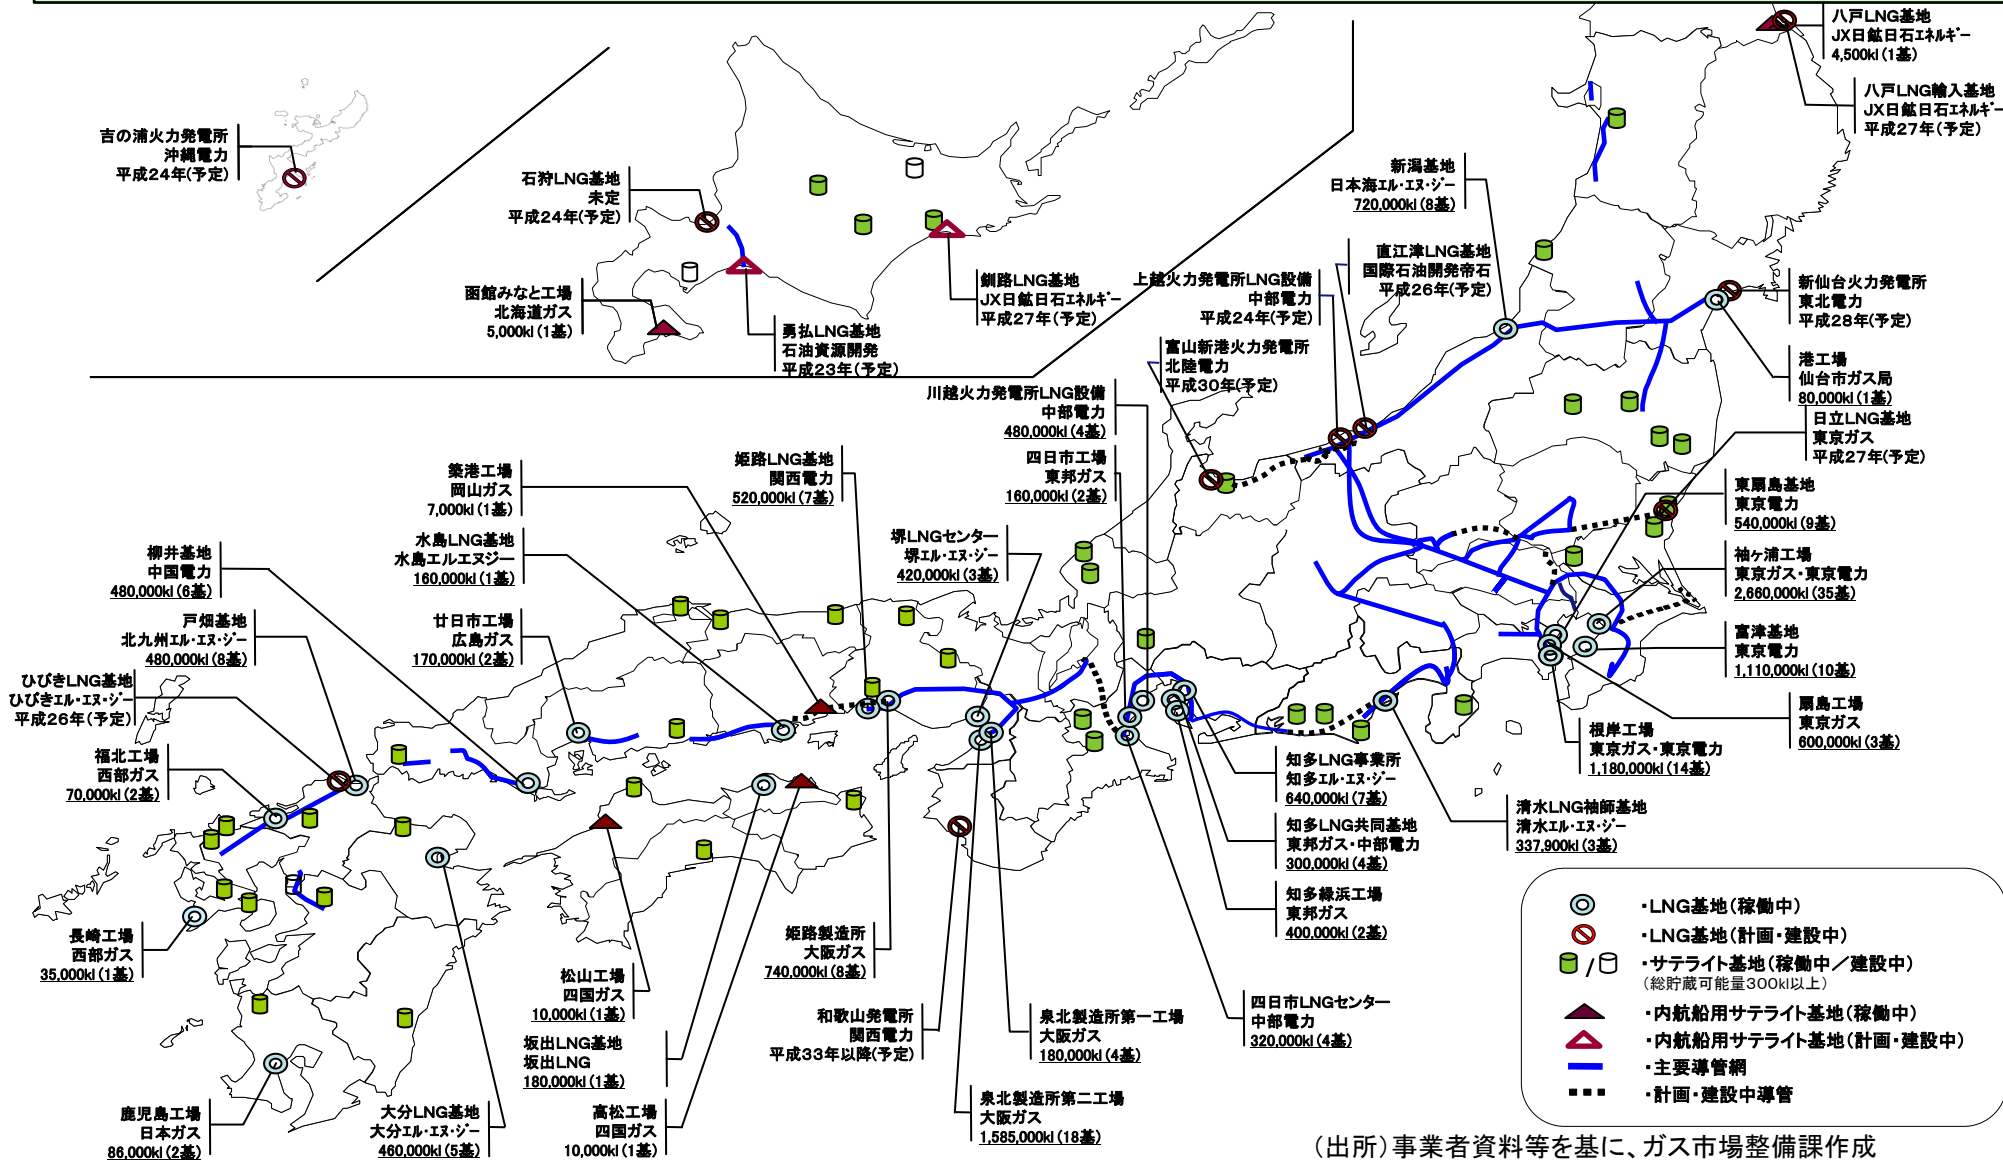 八戸LNG基地
JX日鉱日石エネルギー
4,500kl(1基)
八戸LNG輸入基地
JX日鉱日石エネルギー
平成27年(予定)
吉の浦火力発電所
沖縄電力
平成24年(予定)
石狩LNG基地
未定
平成24年(予定)
函館みなと工場
北海道ガス
5,000kl(1基)
勇払LNG基地
石油資源開発
平成23年(予定)
釧路LNG基地
JX日鉱日石エネルギー
平成27年(予定)
新潟基地
日本海エル・エヌ・ジー
720,000kl(8基)
直江津LNG基地
国際石油開発帝石
平成26年(予定)
上越火力発電所LNG設備
中部電力
平成24年(予定)
富山新港火力発電所
北陸電力
平成30年(予定)
新仙台火力発電所
東北電力
平成28年(予定)
港工場
仙台市ガス局
80,000kl(1基)
日立LNG基地
東京ガス
平成27年(予定)
東扇島基地
東京電力
540,000kl(9基)
袖ヶ浦工場
東京ガス・東京電力
2,660,000kl(35基)
富津基地
東京電力
1,110,000kl(10基)
扇島工場
東京ガス
600,000kl(3基)
根岸工場
東京ガス・東京電力
1,180,000kl(14基)
清水LNG袖師基地
清水エル・エヌ・ジー
337,900kl(3基)
川越火力発電所LNG設備
中部電力
480,000kl(4基)
四日市工場
東邦ガス
160,000kl(2基)
姫路LNG基地
関西電力
520,000kl(7基)
築港工場
岡山ガス
7,000kl(1基)
水島LNG基地
水島エルエヌジー
160,000kl(1基)
堺LNGセンター
堺エル・エヌ・ジー
420,000kl(3基)
柳井基地
中国電力
480,000kl(6基)
戸畑基地
北九州エル・エヌ・ジー
480,000kl(8基)
廿日市工場
広島ガス
170,000kl(2基)
ひびきLNG基地
ひびきエル・エヌ・ジー
平成26年(予定)
福北工場
西部ガス
70,000kl(2基)
長崎工場
西部ガス
35,000kl(1基)
鹿児島工場
日本ガス
86,000kl(2基)
大分LNG基地
大分エル・エヌ・ジー
460,000kl(5基)
松山工場
四国ガス
10,000kl(1基)
坂出LNG基地
坂出LNG
180,000kl(1基)
高松工場
四国ガス
10,000kl(1基)
姫路製造所
大阪ガス
740,000kl(8基)
和歌山発電所
関西電力
平成33年以降(予定)
泉北製造所第一工場
大阪ガス
180,000kl(4基)
泉北製造所第二工場
大阪ガス
1,585,000kl(18基)
四日市LNGセンター
中部電力
320,000kl(4基)
知多LNG事業所
知多エル・エヌ・ジー
640,000kl(7基)
知多LNG共同基地
東邦ガス・中部電力
300,000kl(4基)
知多緑浜工場
東邦ガス
400,000kl(2基)
・LNG基地(稼働中)
・LNG基地(計画・建設中)
/ ・サテライト基地(稼働中/建設中)
(総貯蔵可能量300kl以上)
・内航船用サテライト基地(稼働中)
・内航船用サテライト基地(計画・建設中)
・主要導管網
・計画・建設中導管
(出所)事業者資料等を基に、ガス市場整備課作成